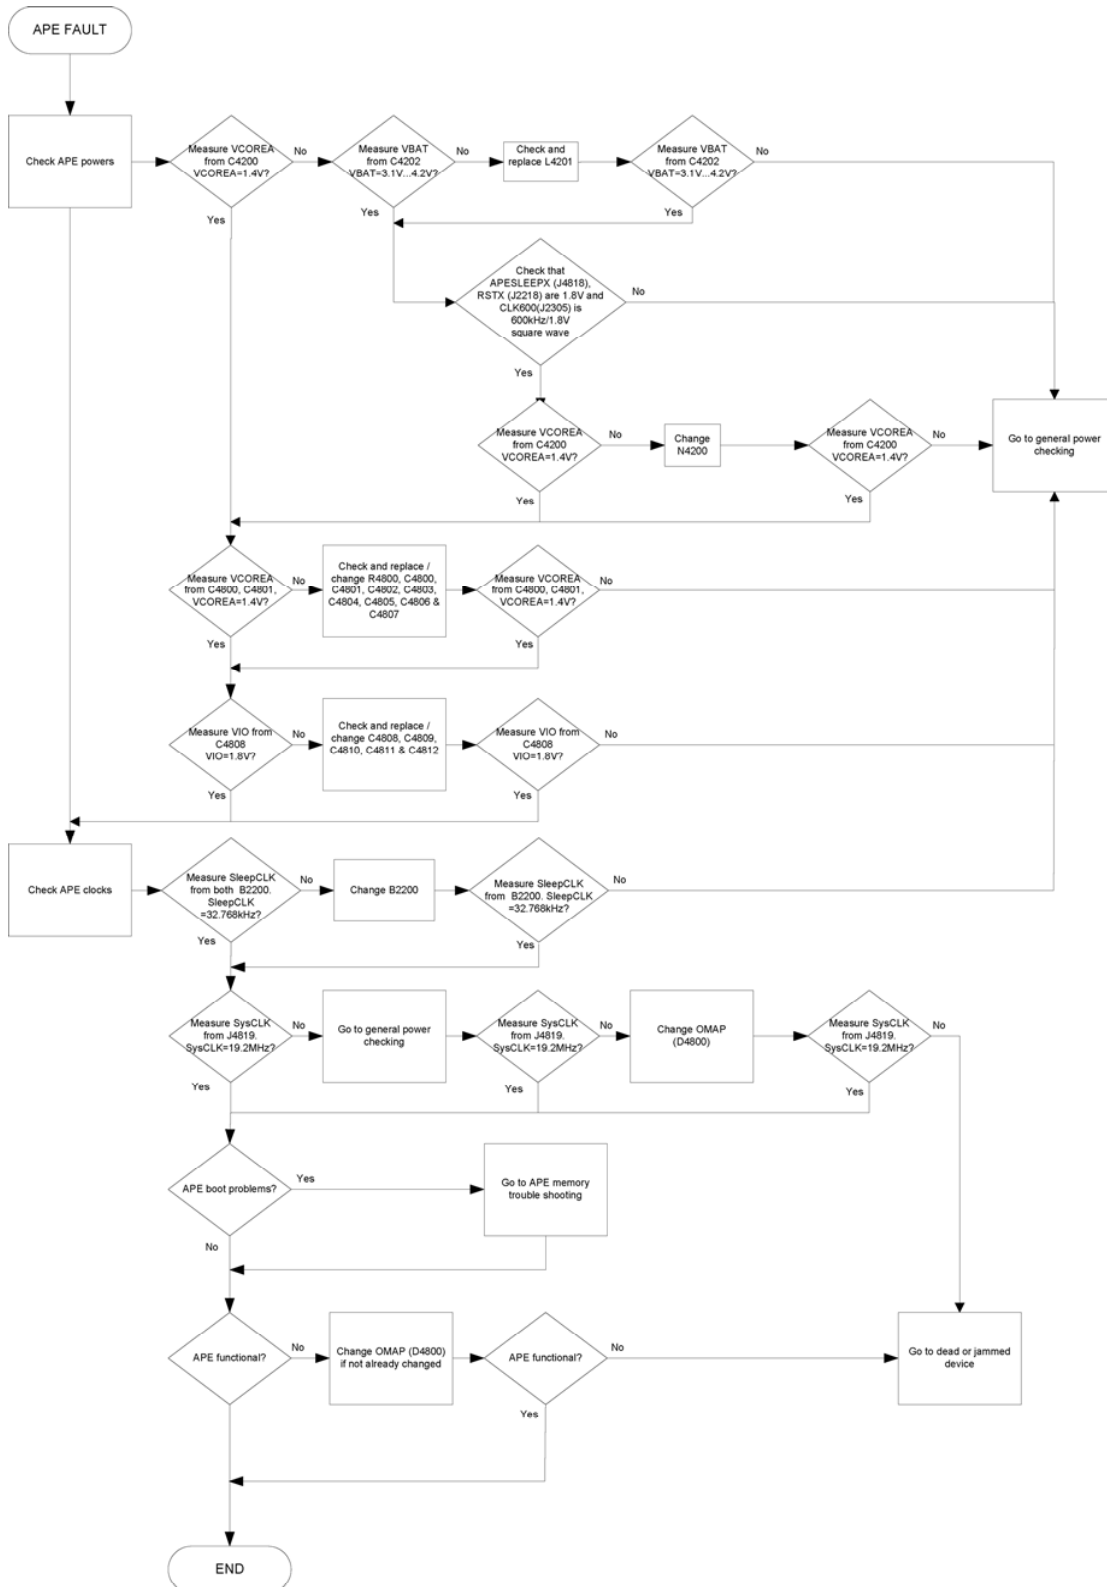 APE FAULT
Check APE powers
Measure VCOREA
from C4200
VCOREA=1.4V?
No
Yes
Measure VBAT
from C4202
VBAT=3.1V...4.2V?
No
Yes
Check and
replace L4201
Measure VBAT
from C4202
VBAT=3.1V...4.2V?
No
Yes
Check that
APESLEEPX (J4818),
RSTX (J2218) are 1.8V and
CLK600(J2305) is
600kHz/1.8V
square wave
No
Yes
Measure VCOREA
from C4200
VCOREA=1.4V?
No
Yes
Change
N4200
Measure VCOREA
from C4200
VCOREA=1.4V?
No
Yes
Go to general power
checking
Measure VCOREA
from C4800, C4801,
VCOREA=1.4V?
No
Yes
Check and replace /
change R4800, C4800,
C4801, C4802, C4803,
C4804, C4805, C4806 &
C4807
Measure VCOREA
from C4800, C4801,
VCOREA=1.4V?
No
Yes
Measure VIO from
C4808
VIO=1.8V?
No
Yes
Check and replace /
change C4808, C4809,
C4810, C4811 & C4812
Measure VIO from
C4808
VIO=1.8V?
No
Yes
Check APE clocks
Measure SleepCLK
from both B2200.
SleepCLK
=32.768kHz?
No
Yes
Change B2200
Measure SleepCLK
from B2200. SleepCLK
=32.768kHz?
No
Yes
Measure SysCLK
from J4819.
SysCLK=19.2MHz?
No
Yes
Go to general power
checking
Measure SysCLK
from J4819.
SysCLK=19.2MHz?
No
Yes
Change OMAP
(D4800)
Measure SysCLK
from J4819.
SysCLK=19.2MHz?
No
Yes
APE boot problems?
Yes
No
Go to APE memory
trouble shooting
APE functional?
No
Change OMAP (D4800)
if not already changed
APE functional?
No
Yes
Go to dead or jammed
device
Yes
END